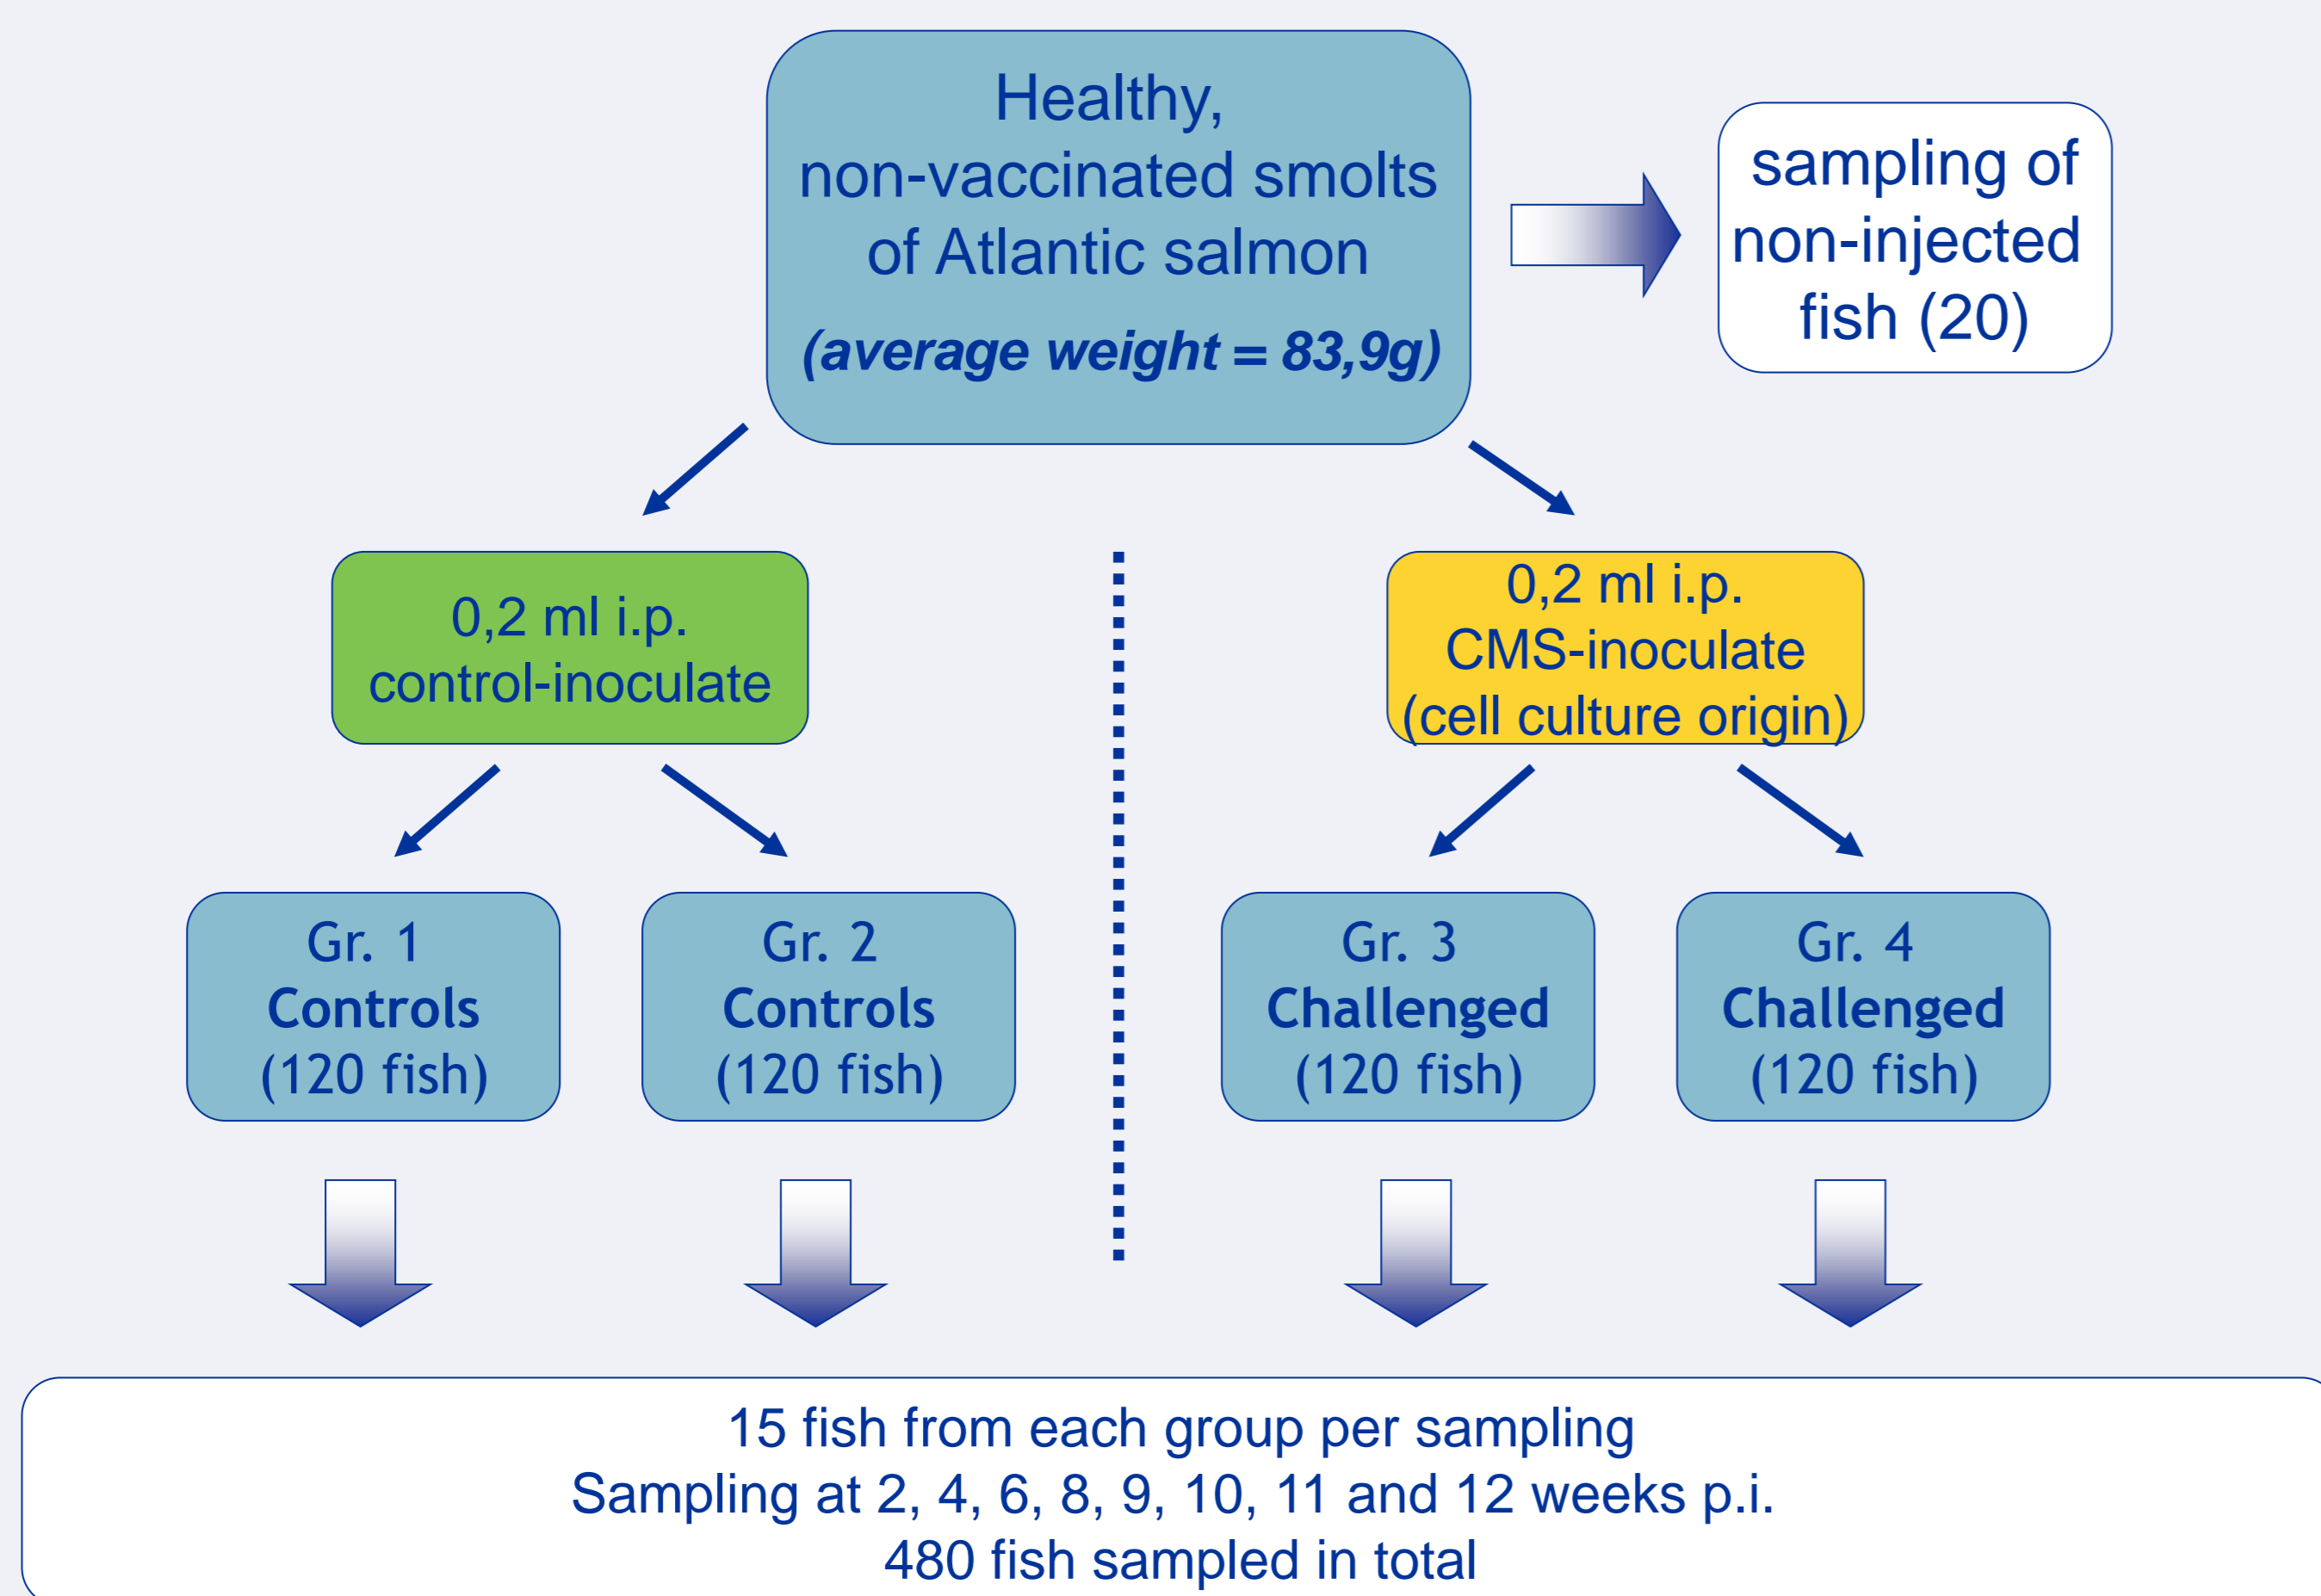 Healthy,
non-vaccinated smolts
of Atlantic salmon
(average weight = 83,9g)
sampling of
non-injected
fish (20)
0,2 ml i.p.
control-inoculate
0,2 ml i.p.
CMS-inoculate
(cell culture origin)
Gr. 1
Controls
(120 fish)
Gr. 2
Controls
(120 fish)
Gr. 3
Challenged
(120 fish)
Gr. 4
Challenged
(120 fish)
15 fish from each group per sampling
Sampling at 2, 4, 6, 8, 9, 10, 11 and 12 weeks p.i.
480 fish sampled in total